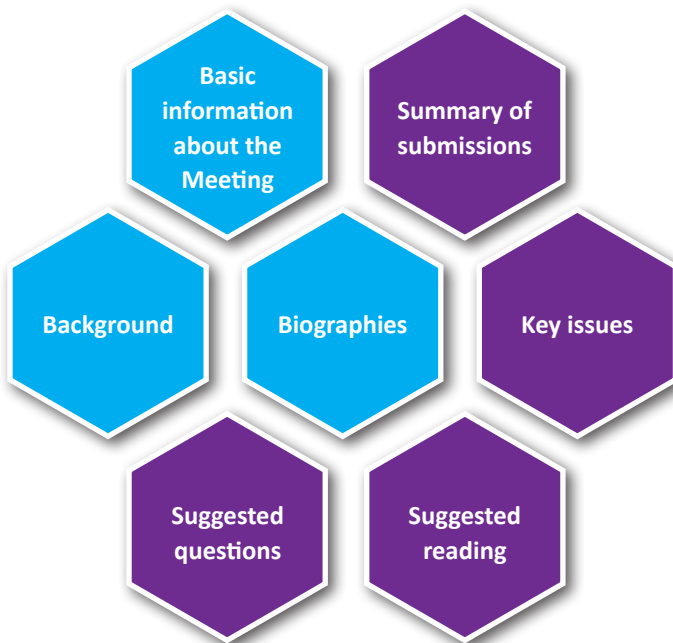 Basic
information
about the
Meeting
Summary of
submissions
Background
Biographies
Key issues
Suggested
questions
Suggested
reading